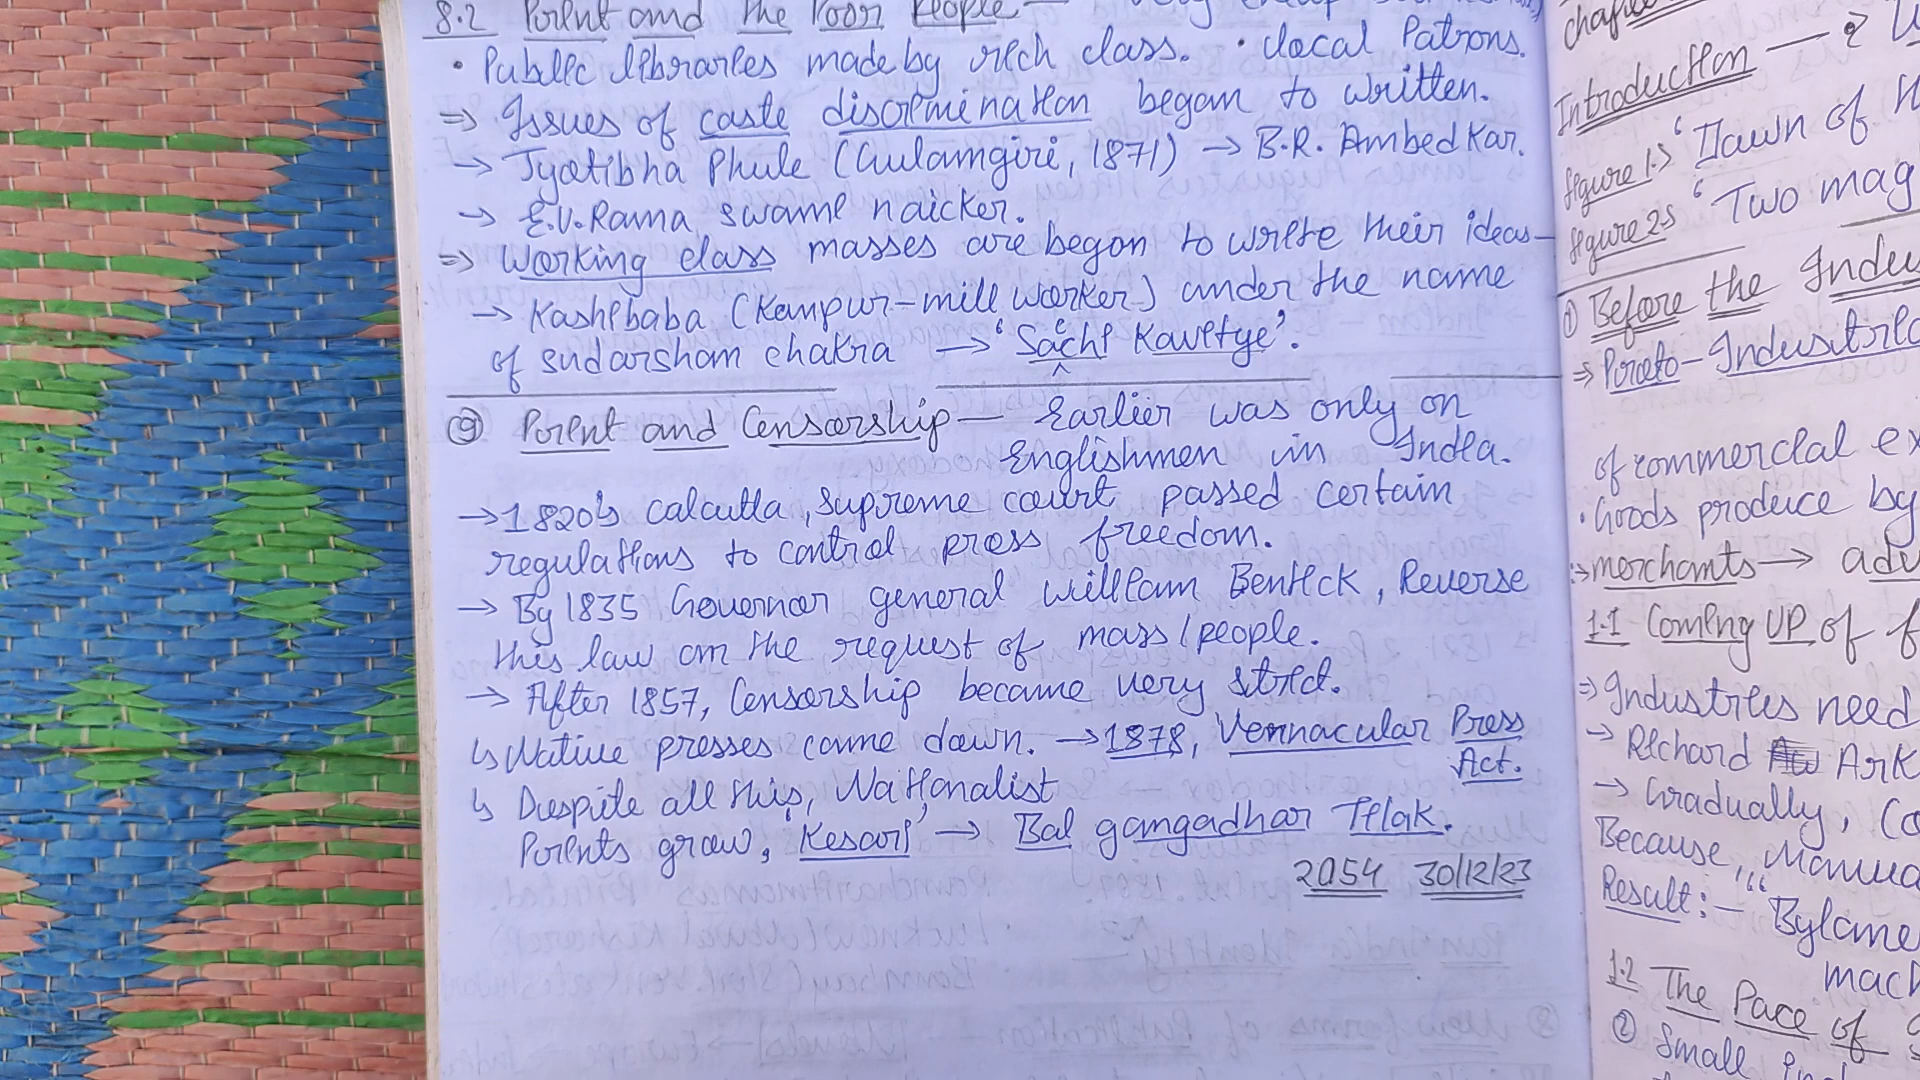 8.2 Print and The Poor People —
• Public libraries made by rich class. • Local Patrons.
⇒ Issues of caste discrimination began to written.
→ Jyotibha Phule (Gulamgiri, 1871) → B.R. Ambedkar.
→ E.V. Rama swami naicker.
⇒ Working class masses are began to write their ideas—
→ Kashibaba (Kanpur-mill worker) under the name
of sudarshan chakra → 'Sachi Kavitye'.
⑨ Print and Censorship — Earlier was only on
Englishmen in India.
→ 1820's calcutta, supreme court passed certain
regulations to control press freedom.
→ By 1835 Governor general William Bentick, Reverse
this law on the request of mass/people.
→ After 1857, Censorship became very strict.
↳ Native presses came down. → 1878, Vernacular Press
Act.
↳ Despite all this, Nationalist
Prints grow, 'Kesari' → Bal gangadhar Tilak.
2054 30/12/23
Introduction —
figure 1:> 'Dawn of
figure 2:> 'Two mag
① Before the Indus
⇒ Proto-Industrila
of commercial ex
• Goods produce by
⇒ merchants → adv
1.1 Coming UP of f
⇒ Industries need
→ Richard Ark
→ Gradually, Co
Because, Manua
Result :— "Bylane
mach
1.2 The Pace of
② Small ind